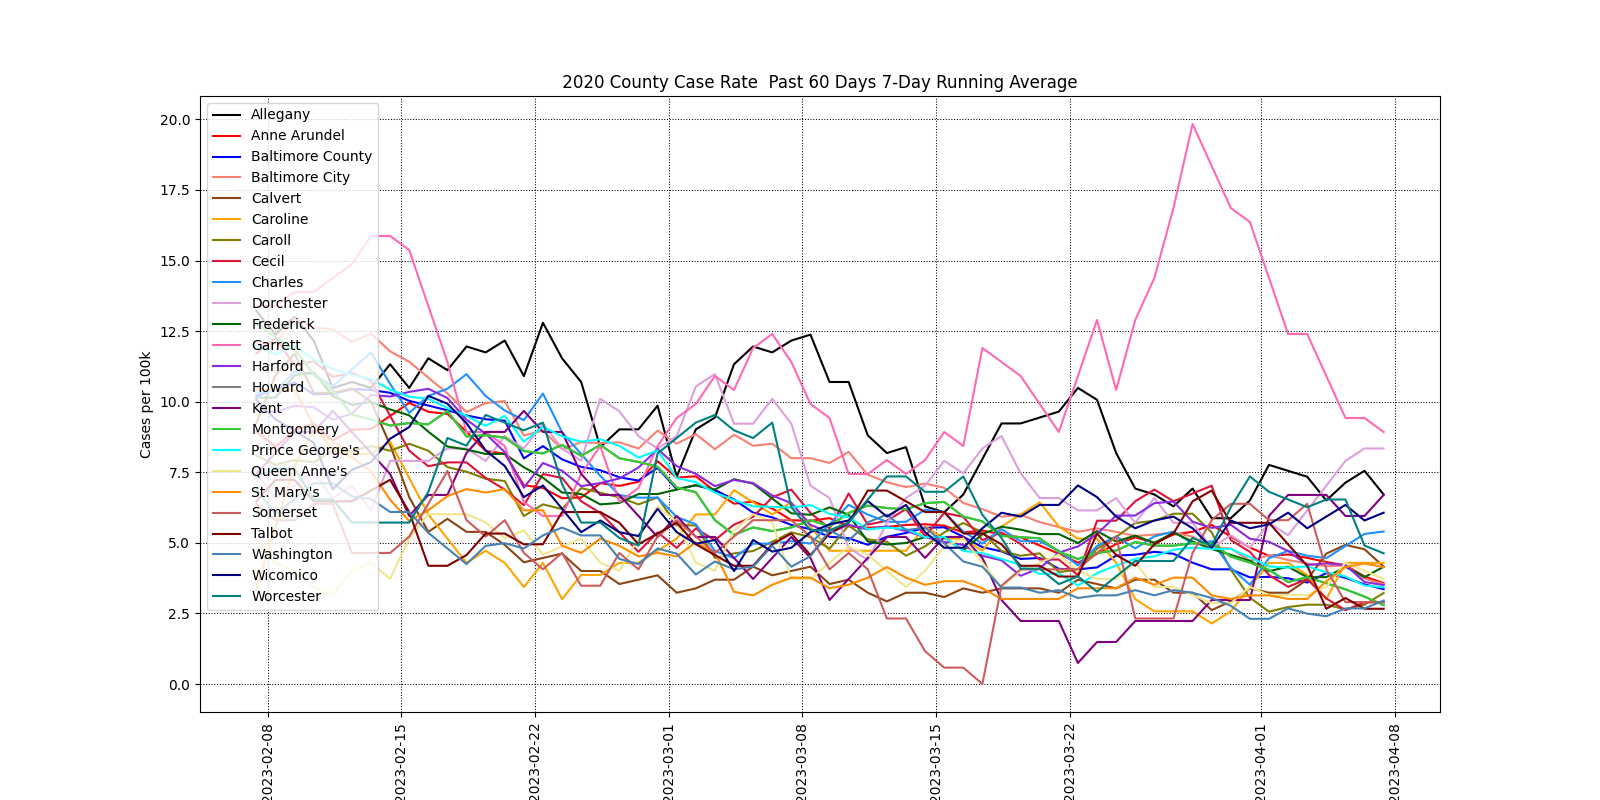 2020 County Case Rate  Past 60 Days 7-Day Running Average
Cases per 100k
20.0
17.5
15.0
12.5
10.0
7.5
5.0
2.5
0.0
Allegany
Anne Arundel
Baltimore County
Baltimore City
Calvert
Caroline
Caroll
Cecil
Charles
Dorchester
Frederick
Garrett
Harford
Howard
Kent
Montgomery
Prince George's
Queen Anne's
St. Mary's
Somerset
Talbot
Washington
Wicomico
Worcester
2023-02-08
2023-02-15
2023-02-22
2023-03-01
2023-03-08
2023-03-15
2023-03-22
2023-04-01
2023-04-08